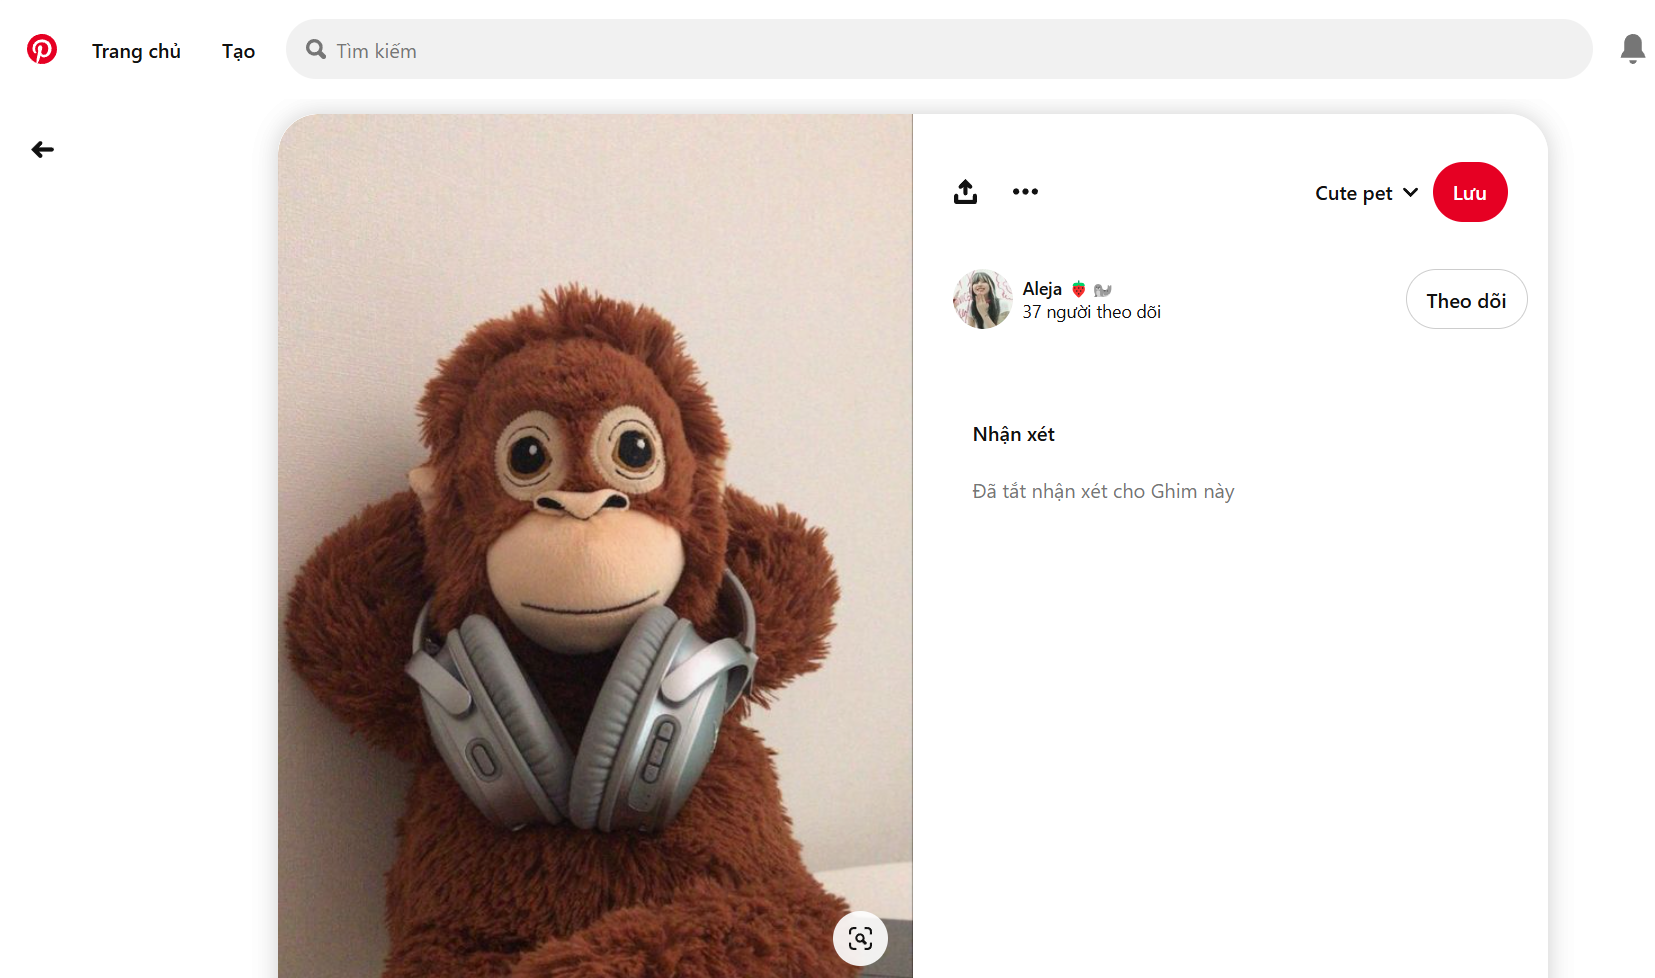 Trang chủ
Tạo
Tìm kiếm
Cute pet
Lưu
Aleja 🍓 🦭
37 người theo dõi
Theo dõi
Nhận xét
Đã tắt nhận xét cho Ghim này